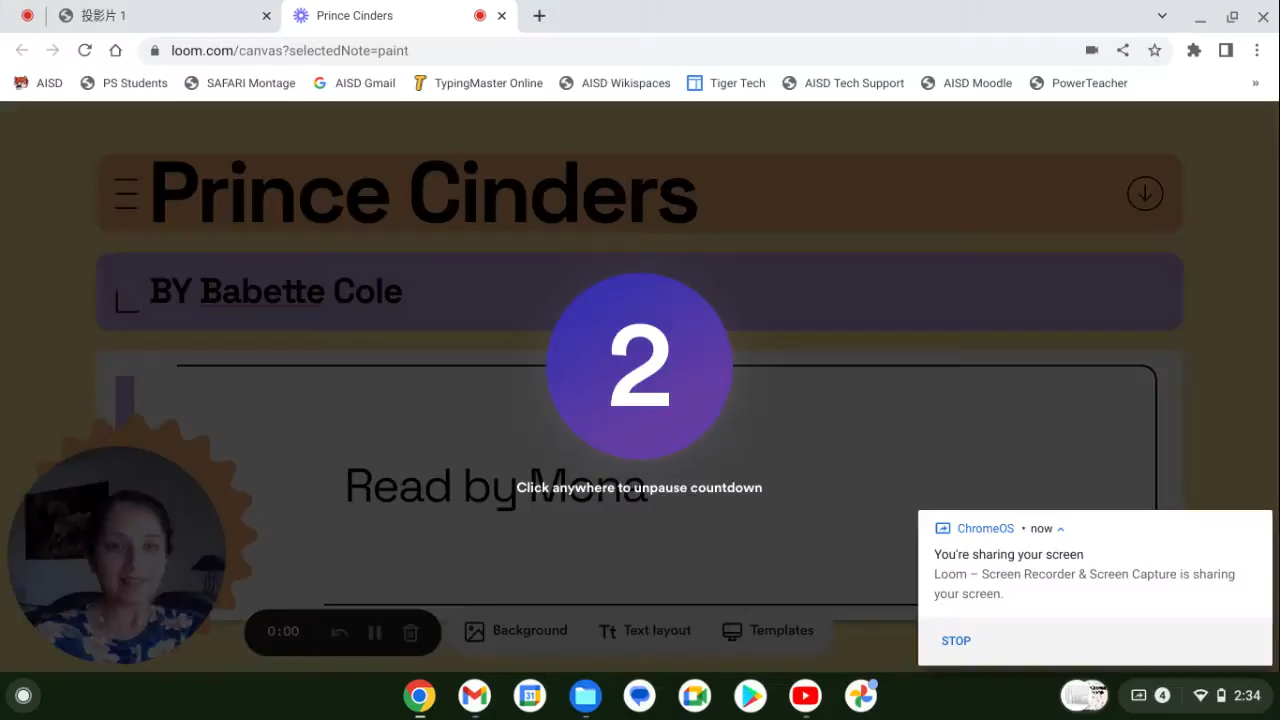 投影片 1
Prince Cinders
loom.com/canvas?selectedNote=paint
AISD
PS Students
SAFARI Montage
AISD Gmail
TypingMaster Online
AISD Wikispaces
Tiger Tech
AISD Tech Support
AISD Moodle
PowerTeacher
»
Prince Cinders
BY Babette Cole
2
Read by Mona
Click anywhere to unpause countdown
ChromeOS • now
You're sharing your screen
Loom – Screen Recorder & Screen Capture is sharing
your screen.
STOP
0:00
Background
Tt Text layout
Templates
31
4
2:34